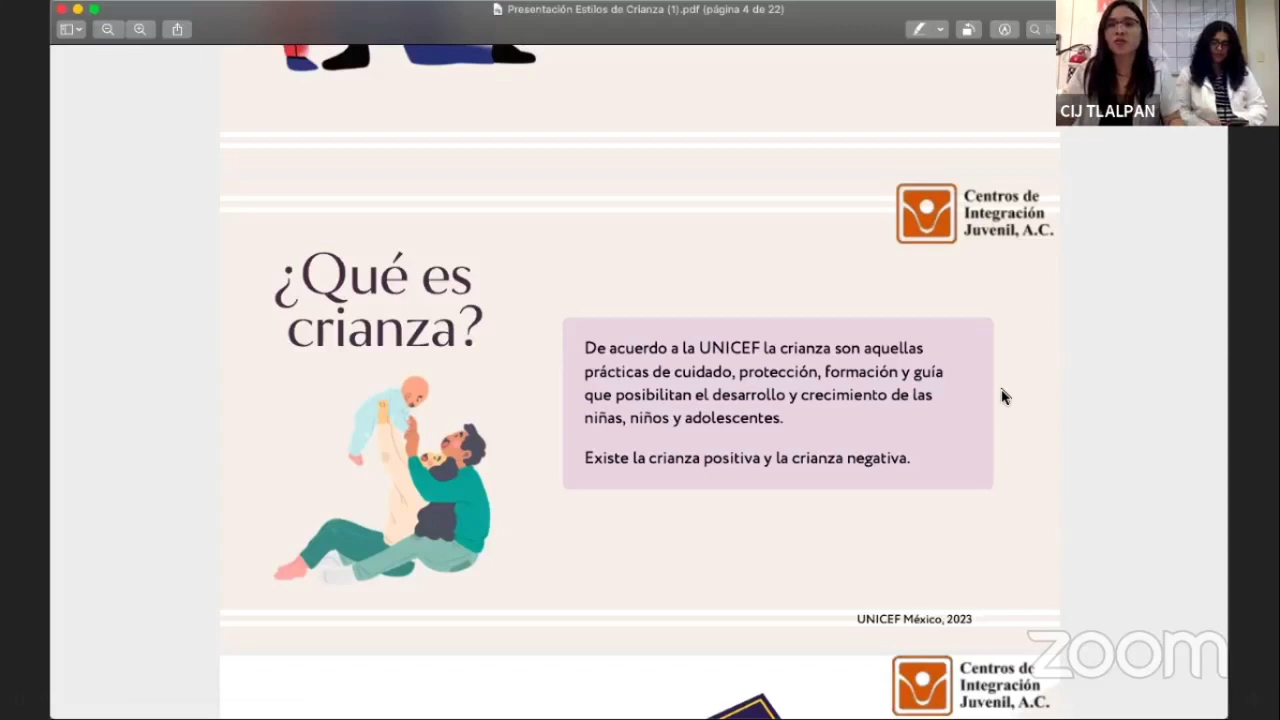 Presentación Estilos de Crianza (1).pdf (página 4 de 22)
CIJ TLALPAN
Centros de
Integración
Juvenil, A.C.
¿Qué es
crianza?
De acuerdo a la UNICEF la crianza son aquellas
prácticas de cuidado, protección, formación y guía
que posibilitan el desarrollo y crecimiento de las
niñas, niños y adolescentes.
Existe la crianza positiva y la crianza negativa.
UNICEF México, 2023
zoom
Centros de
Integración
Juvenil, A.C.